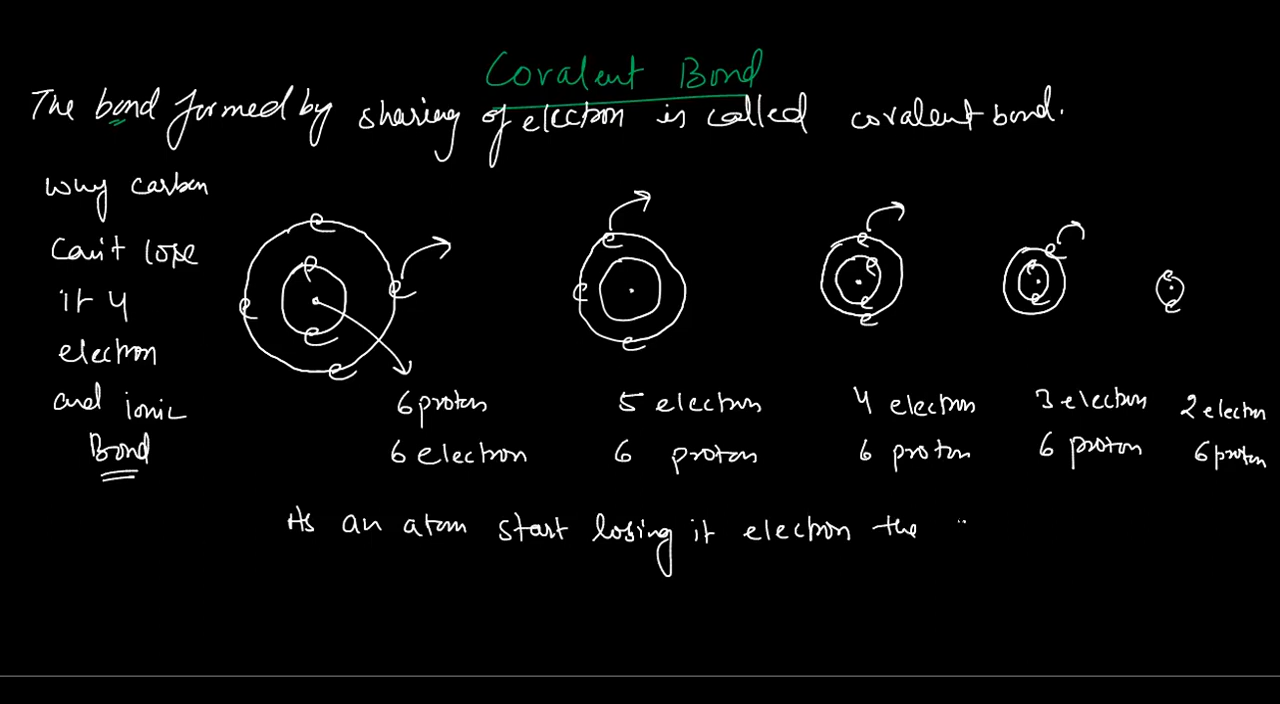 Covalent Bond
The bond formed by sharing of electron is called covalent bond.
Why carbon
can't lose
it 4
electron
and ionic
Bond
e e e e e e
e e e
e e e
e e e
e e
6 proton 5 electron 4 electron 3 electron 2 electron
6 electron 6 proton 6 proton 6 proton 6 proton
As an atom start losing it electron the